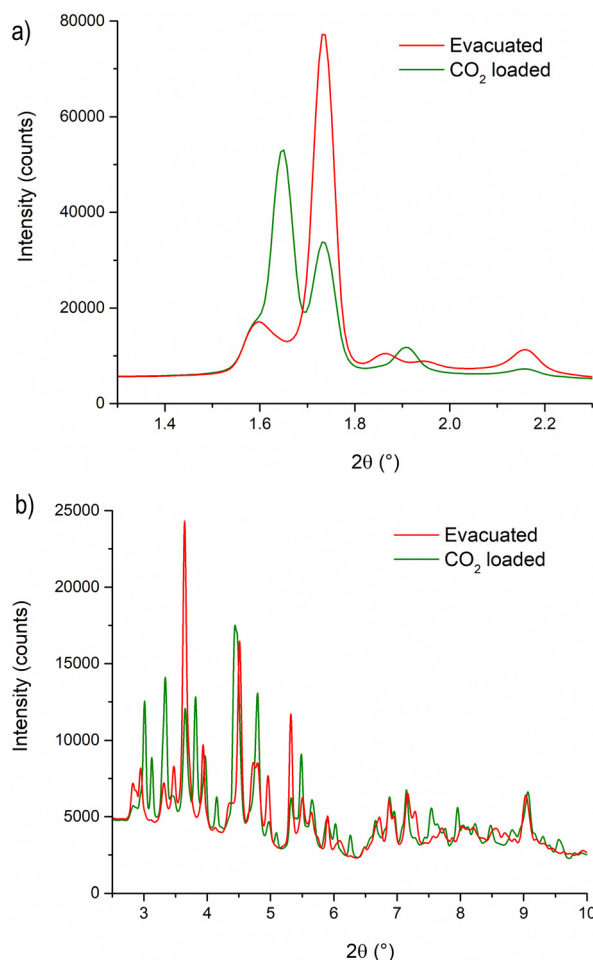 a)
80000
60000
40000
20000
0
Intensity (counts)
Evacuated
CO₂ loaded
1.4 1.6 1.8 2.0 2.2
2θ (°)
b)
25000
20000
15000
10000
5000
0
Intensity (counts)
Evacuated
CO₂ loaded
3 4 5 6 7 8 9 10
2θ (°)